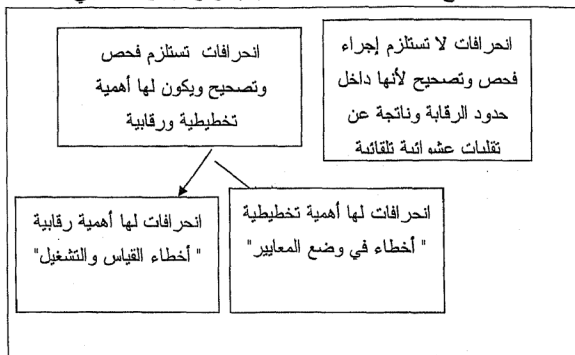 انحرافات لا تستلزم إجراء
فحص وتصحيح لأنها داخل
حدود الرقابة وناتجة عن
تقلبات عشوائية تلقائية
انحرافات تستلزم فحص
وتصحيح ويكون لها أهمية
تخطيطية ورقابية
انحرافات لها أهمية تخطيطية
" أخطاء في وضع المعايير"
انحرافات لها أهمية رقابية
" أخطاء القياس والتشغيل"